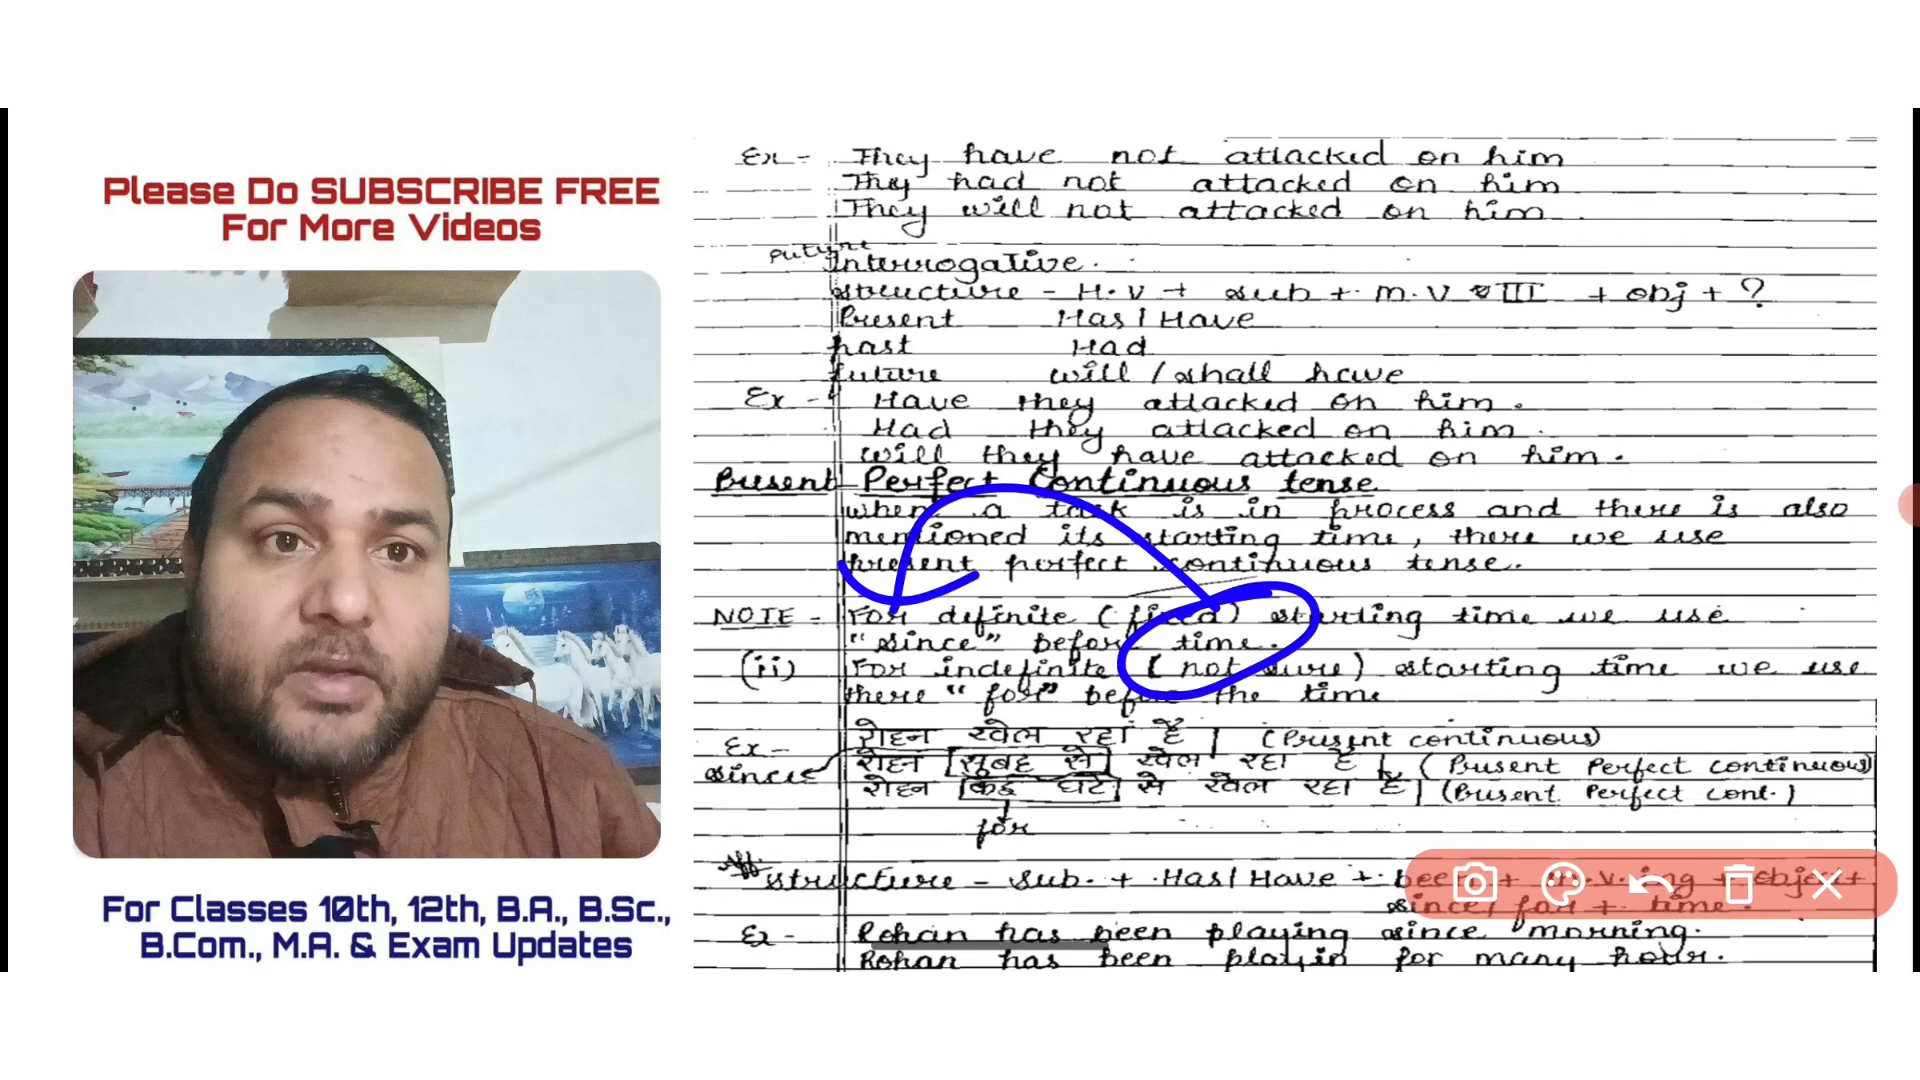 Please Do SUBSCRIBE FREE
For More Videos
For Classes 10th, 12th, B.A., B.Sc.,
B.Com., M.A. & Exam Updates
Ex - They have not attacked on him
They had not attacked on him
They will not attacked on him
Future
Interrogative.
structure - H.V + sub + M.V VIII + obj + ?
Present Has/Have
Past Had
future will / shall have
Ex - Have they attacked on him.
Had they attacked on him.
will they have attacked on him.
Present Perfect Continuous tense
when a task is in process and there is also
mentioned its starting time, there we use
present perfect continuous tense.
NOTE - For definite (fixed) starting time we use
"since" before time.
(ii) For indefinite (not sure) starting time we use
there "for" before the time
Ex - रोहन खेल रहा है | (Present continuous)
since रोहन सुबह से खेल रहा है | (Present Perfect continuous)
रोहन कई घंटे से खेल रहा है | (Present Perfect cont.)
for
structure - Sub. + Has/Have + been + M.V. ing + object
since/for + time.
Ex - Rohan has been playing since morning.
Rohan has been playin for many hour.